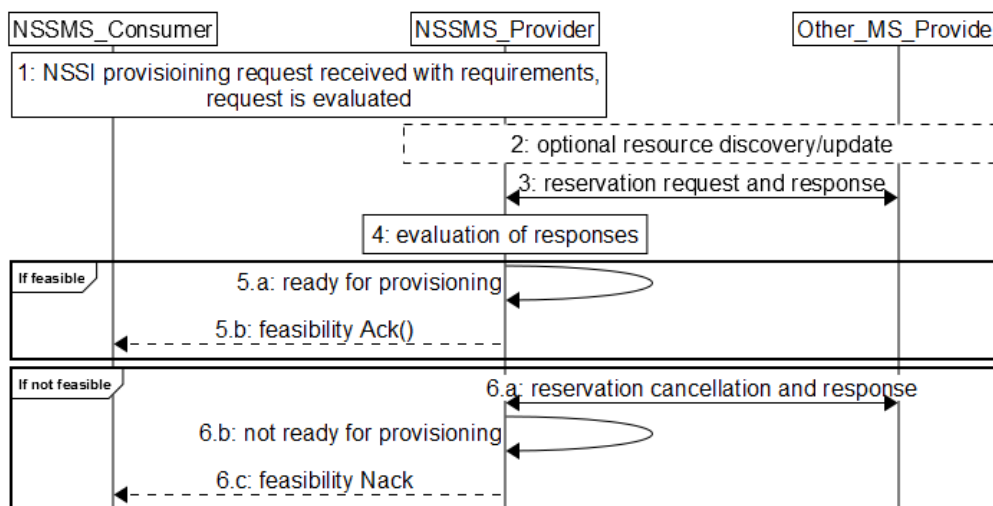 NSSMS_Consumer NSSMS_Provider Other_MS_Provide
1: NSSI provisioining request received with requirements,
request is evaluated
2: optional resource discovery/update
3: reservation request and response
4: evaluation of responses
If feasible
5.a: ready for provisioning
5.b: feasibility Ack()
If not feasible
6.a: reservation cancellation and response
6.b: not ready for provisioning
6.c: feasibility Nack